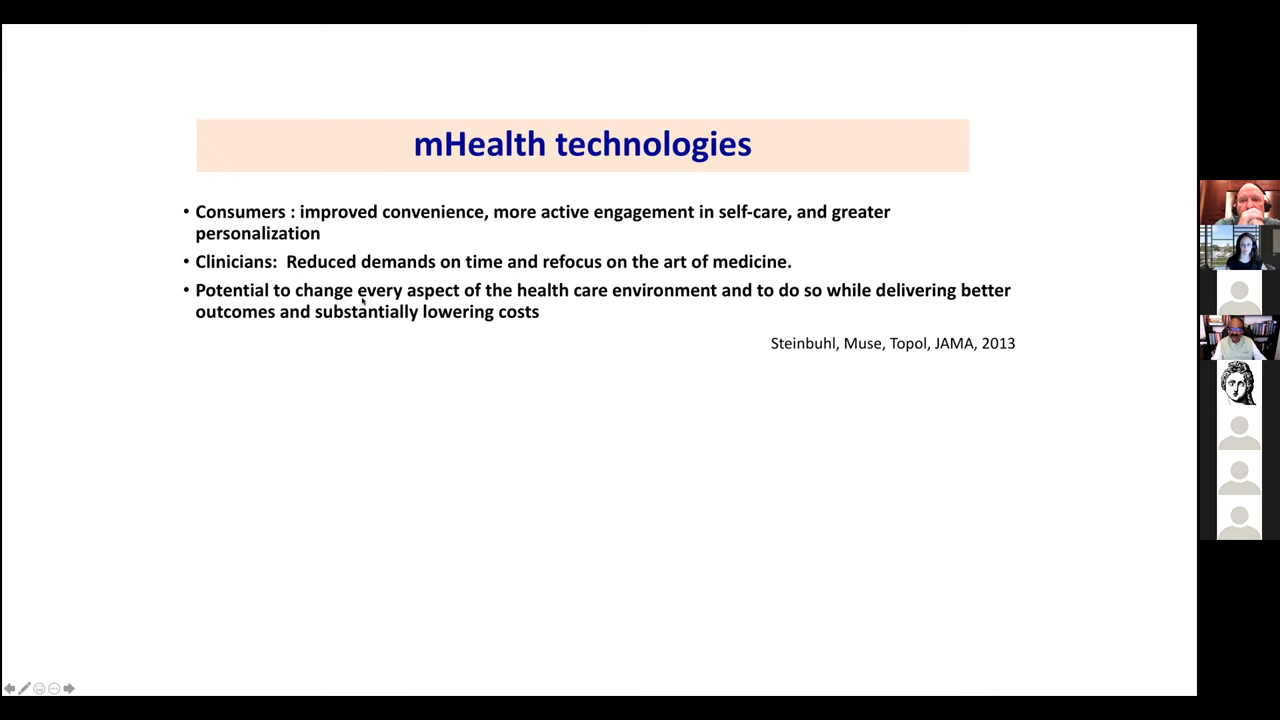 mHealth technologies
• Consumers : improved convenience, more active engagement in self-care, and greater
personalization
• Clinicians:  Reduced demands on time and refocus on the art of medicine.
• Potential to change every aspect of the health care environment and to do so while delivering better
outcomes and substantially lowering costs
Steinbuhl, Muse, Topol, JAMA, 2013